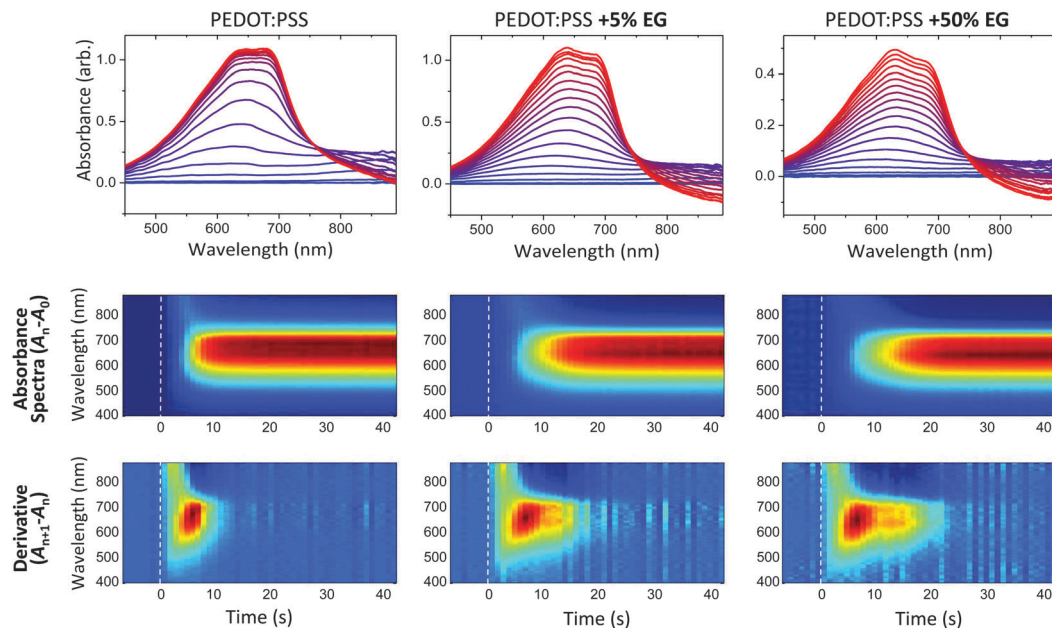 PEDOT:PSS
PEDOT:PSS +5% EG
PEDOT:PSS +50% EG
Absorbance (arb.)
1.0
0.5
0.0
1.0
0.5
0.0
0.4
0.2
0.0
500 600 700 800
500 600 700 800
500 600 700 800
Wavelength (nm)
Wavelength (nm)
Wavelength (nm)
Absorbance
Spectra (An-A0)
Wavelength (nm)
800
700
600
500
400
800
700
600
500
400
800
700
600
500
400
0 10 20 30 40
0 10 20 30 40
0 10 20 30 40
Derivative
(An+1-An)
Wavelength (nm)
800
700
600
500
400
800
700
600
500
400
800
700
600
500
400
0 10 20 30 40
0 10 20 30 40
0 10 20 30 40
Time (s)
Time (s)
Time (s)